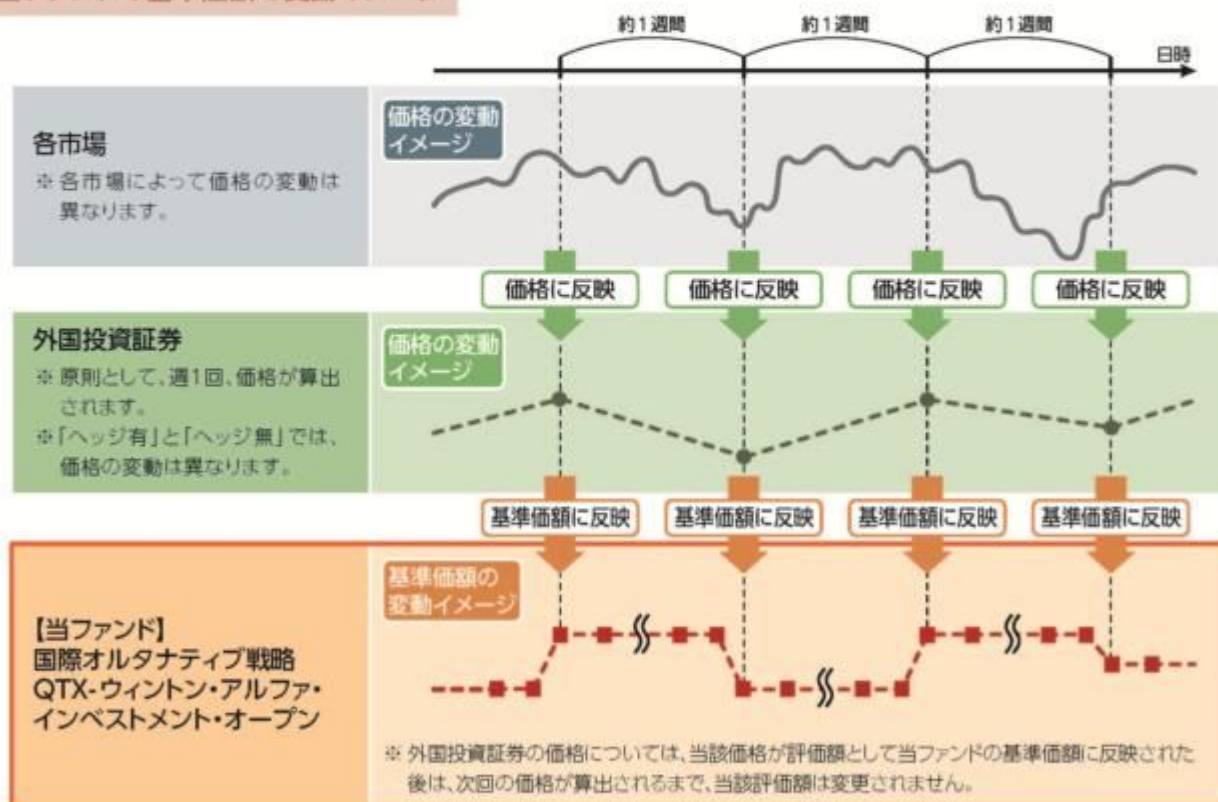 約1週間 約1週間 約1週間
日時
各市場
※ 各市場によって価格の変動は
異なります。
価格の変動
イメージ
価格に反映 価格に反映 価格に反映 価格に反映
外国投資証券
※ 原則として、週1回、価格が算出
されます。
※「ヘッジ有」と「ヘッジ無」では、
価格の変動は異なります。
価格の変動
イメージ
基準価額に反映 基準価額に反映 基準価額に反映 基準価額に反映
【当ファンド】
国際オルタナティブ戦略
QTX-ウィントン・アルファ・
インベストメント・オープン
基準価額の
変動イメージ
※ 外国投資証券の価格については、当該価格が評価額として当ファンドの基準価額に反映された
後は、次回の価格が算出されるまで、当該評価額は変更されません。